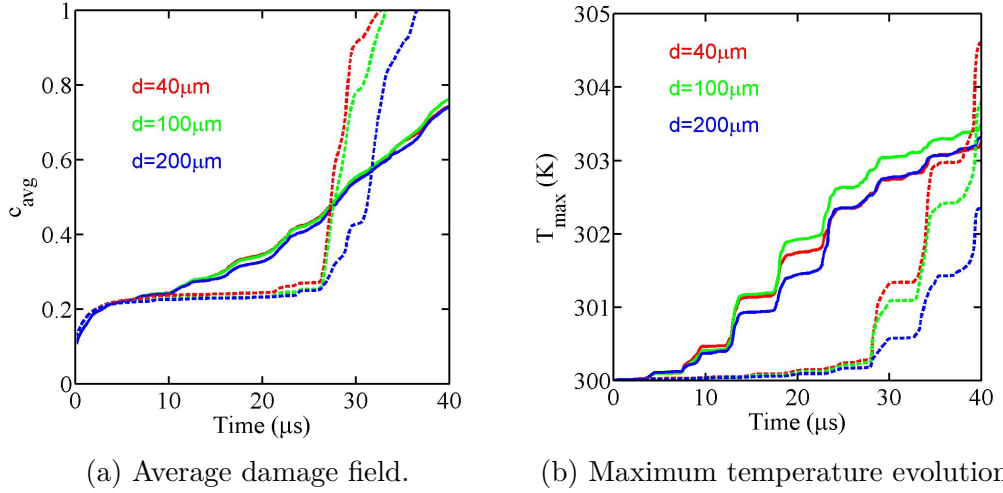 1
0.8
0.6
0.4
0.2
0
c_avg
d=40μm
d=100μm
d=200μm
0 10 20 30 40
Time (μs)
(a) Average damage field.
305
304
303
302
301
300
T_max (K)
d=40μm
d=100μm
d=200μm
0 10 20 30 40
Time (μs)
(b) Maximum temperature evolution